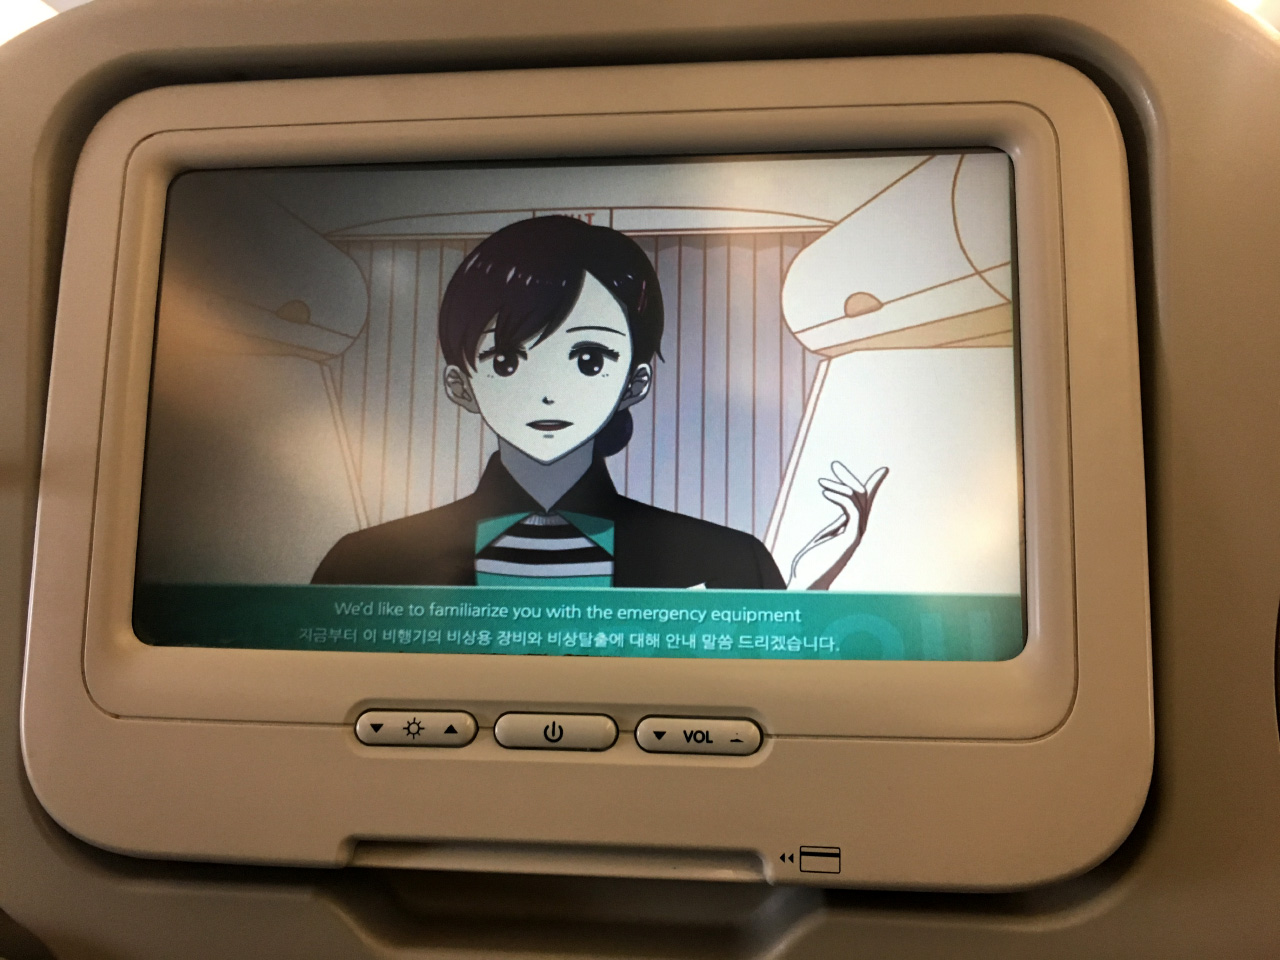 We'd like to familiarize you with the emergency equipment
지금부터 이 비행기의 비상용 장비와 비상탈출에 대해 안내 말씀 드리겠습니다.
VOL